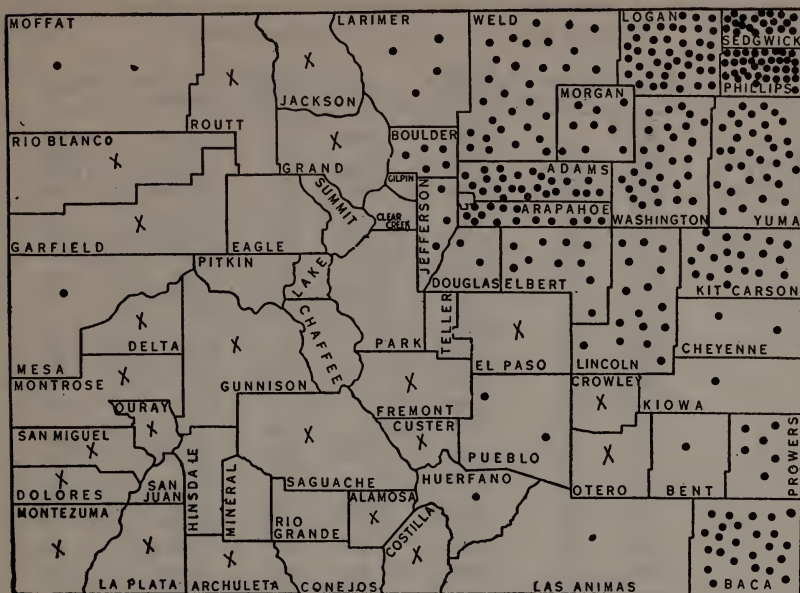 MOFFAT
LARIMER
WELD
LOGAN
SEDGWICK
PHILLIPS
MORGAN
JACKSON
ROUTT
RIO BLANCO
BOULDER
GRAND
GILPIN
ADAMS
SUMMIT
CLEAR CREEK
JEFFERSON
ARAPAHOE
WASHINGTON
YUMA
GARFIELD
EAGLE
PITKIN
LAKE
DOUGLAS
ELBERT
KIT CARSON
CHAFFEE
TELLER
DELTA
PARK
EL PASO
LINCOLN
CHEYENNE
MESA
MONTROSE
GUNNISON
CROWLEY
KIOWA
OURAY
FREMONT
CUSTER
SAN MIGUEL
PUEBLO
PROWERS
HINSDALE
MINERAL
SAGUACHE
HUERFANO
DOLORES
SAN JUAN
ALAMOSA
OTERO
BENT
MONTEZUMA
RIO GRANDE
COSTILLA
LA PLATA
ARCHULETA
CONEJOS
LAS ANIMAS
BACA